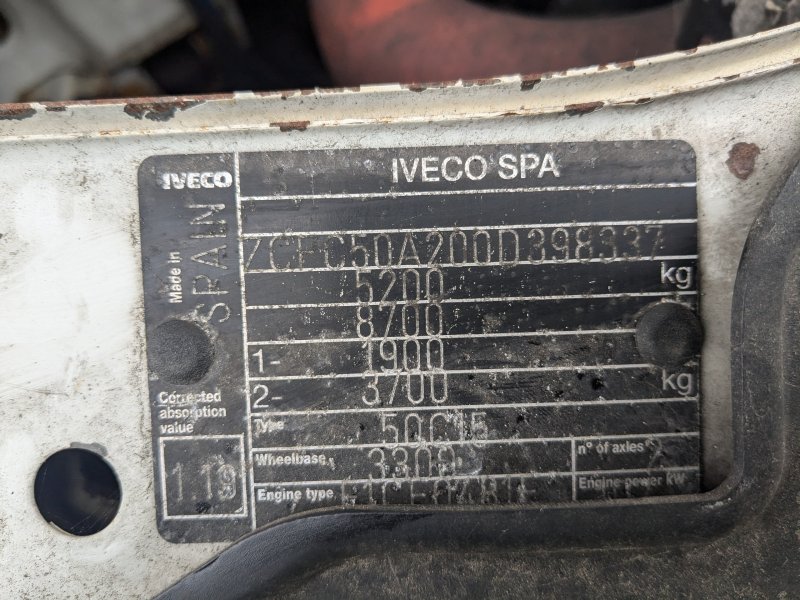 IVECO
IVECO SPA
Made in
SPAIN
ZCFC50A200D398337
5200 kg
8700
1- 1900
2- 3700 kg
Corrected
absorption
value
1.19
Type 50C15
Wheelbase
n° of axles 2
Engine type
Engine power kW